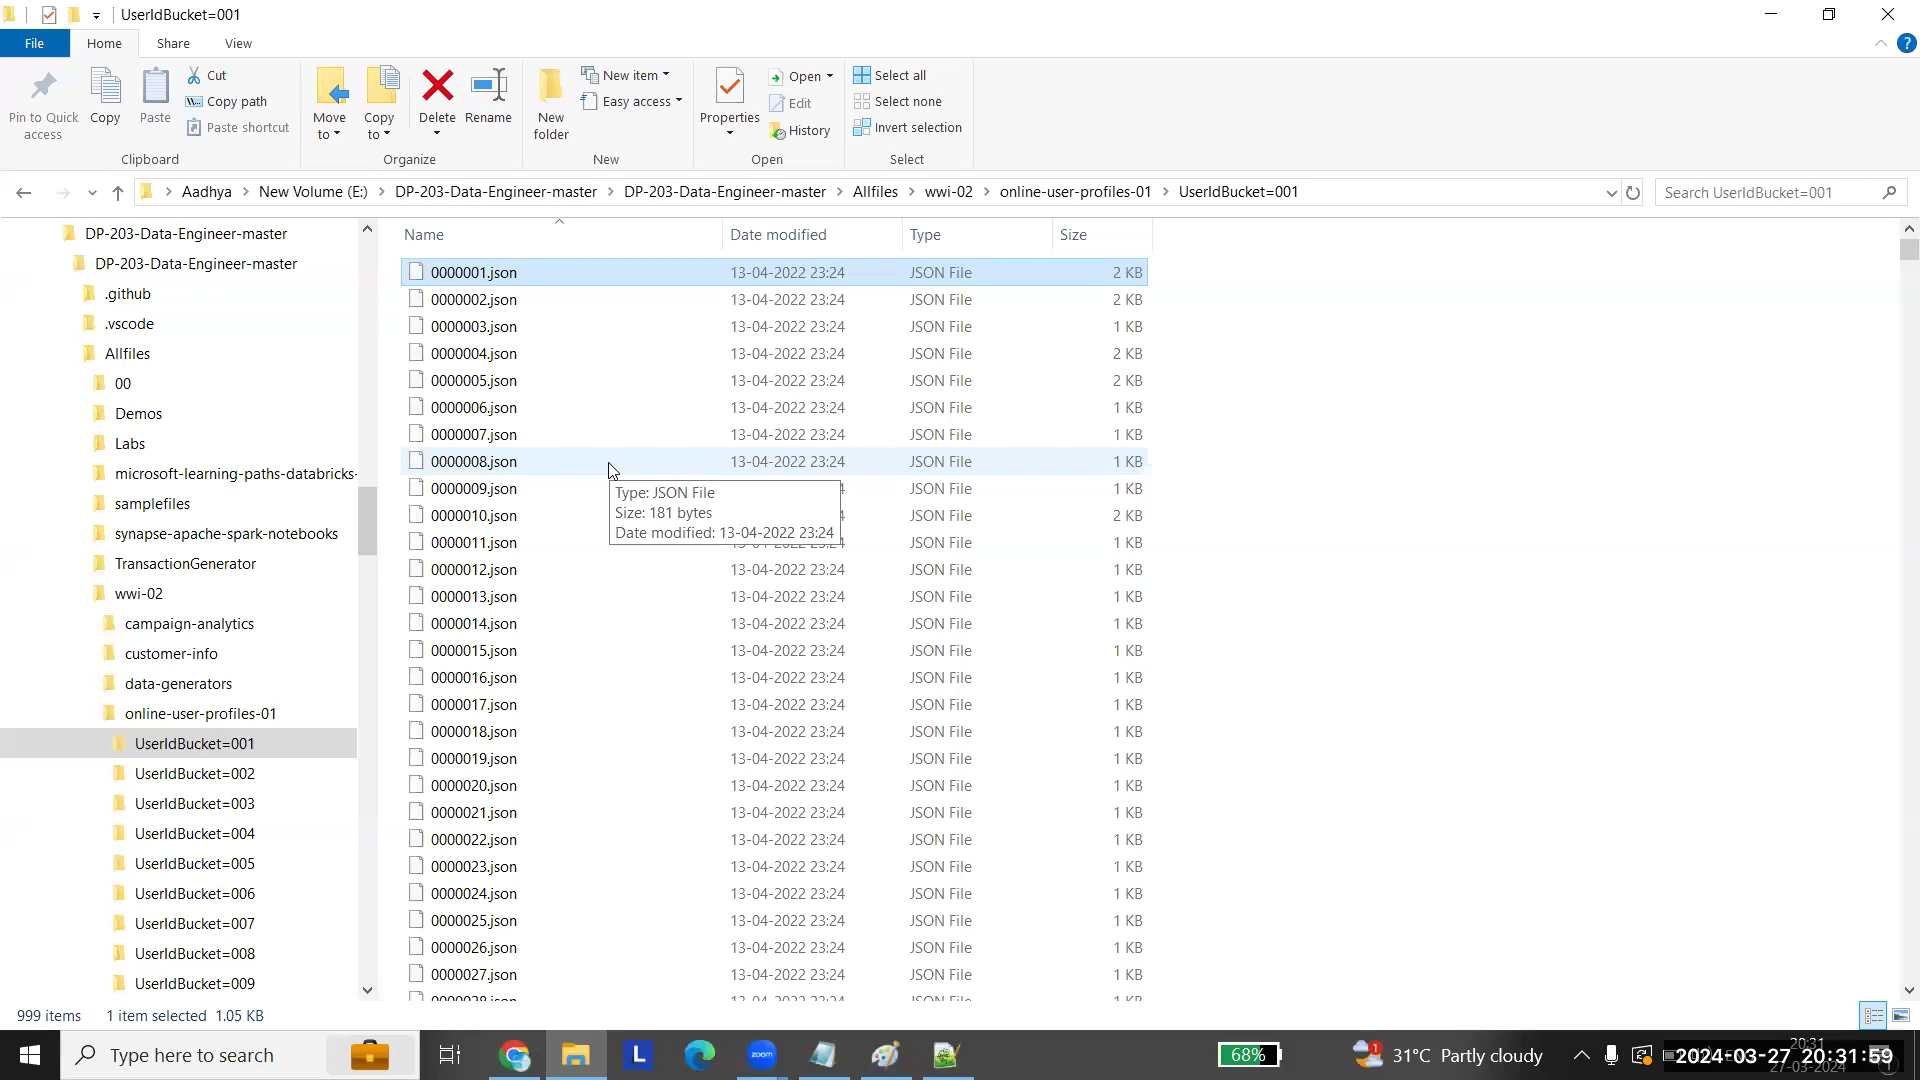 UserIdBucket=001
File Home Share View
Pin to Quick access
Copy
Paste
Cut
Copy path
Paste shortcut
Clipboard
Move to
Copy to
Delete
Rename
Organize
New folder
New item
Easy access
New
Properties
Open
Edit
History
Open
Select all
Select none
Invert selection
Select
Aadhya New Volume (E:) DP-203-Data-Engineer-master DP-203-Data-Engineer-master Allfiles wwi-02 online-user-profiles-01 UserIdBucket=001
Search UserIdBucket=001
DP-203-Data-Engineer-master
DP-203-Data-Engineer-master
.github
.vscode
Allfiles
00
Demos
Labs
microsoft-learning-paths-databricks-
samplefiles
synapse-apache-spark-notebooks
TransactionGenerator
wwi-02
campaign-analytics
customer-info
data-generators
online-user-profiles-01
UserIdBucket=001
UserIdBucket=002
UserIdBucket=003
UserIdBucket=004
UserIdBucket=005
UserIdBucket=006
UserIdBucket=007
UserIdBucket=008
UserIdBucket=009
Name Date modified Type Size
0000001.json 13-04-2022 23:24 JSON File 2 KB
0000002.json 13-04-2022 23:24 JSON File 2 KB
0000003.json 13-04-2022 23:24 JSON File 1 KB
0000004.json 13-04-2022 23:24 JSON File 2 KB
0000005.json 13-04-2022 23:24 JSON File 2 KB
0000006.json 13-04-2022 23:24 JSON File 1 KB
0000007.json 13-04-2022 23:24 JSON File 1 KB
0000008.json 13-04-2022 23:24 JSON File 1 KB
0000009.json JSON File 1 KB
0000010.json JSON File 2 KB
0000011.json 13-04-2022 23:24 JSON File 1 KB
Type: JSON File
Size: 181 bytes
Date modified: 13-04-2022 23:24
0000012.json 13-04-2022 23:24 JSON File 1 KB
0000013.json 13-04-2022 23:24 JSON File 1 KB
0000014.json 13-04-2022 23:24 JSON File 1 KB
0000015.json 13-04-2022 23:24 JSON File 1 KB
0000016.json 13-04-2022 23:24 JSON File 1 KB
0000017.json 13-04-2022 23:24 JSON File 1 KB
0000018.json 13-04-2022 23:24 JSON File 1 KB
0000019.json 13-04-2022 23:24 JSON File 1 KB
0000020.json 13-04-2022 23:24 JSON File 1 KB
0000021.json 13-04-2022 23:24 JSON File 1 KB
0000022.json 13-04-2022 23:24 JSON File 1 KB
0000023.json 13-04-2022 23:24 JSON File 1 KB
0000024.json 13-04-2022 23:24 JSON File 1 KB
0000025.json 13-04-2022 23:24 JSON File 1 KB
0000026.json 13-04-2022 23:24 JSON File 1 KB
0000027.json 13-04-2022 23:24 JSON File 1 KB
999 items 1 item selected 1.05 KB
Type here to search
L
zoom
68%
1
31°C Partly cloudy
20:31
27-03-2024
2024-03-27 20:31:59